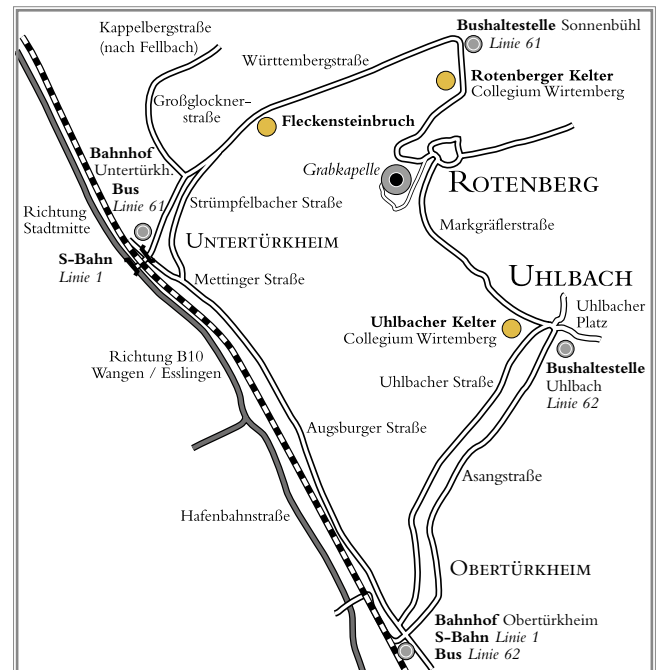 Bushaltestelle Sonnenbühl
Linie 61
Kappelbergstraße
(nach Fellbach)
Württembergstraße
Rotenberger Kelter
Collegium Wirtemberg
Großglockner-
straße
Fleckensteinbruch
Bahnhof
Untertürkh.
Bus
Linie 61
Grabkapelle
ROTENBERG
Strümpfelbacher Straße
Richtung
Stadtmitte
Markgräflerstraße
UNTERTÜRKHEIM
S-Bahn
Linie 1
Mettinger Straße
UHLBACH
Uhlbacher
Platz
Uhlbacher Kelter
Collegium Wirtemberg
Richtung B10
Wangen / Esslingen
Bushaltestelle
Uhlbach
Linie 62
Uhlbacher Straße
Augsburger Straße
Asangstraße
Hafenbahnstraße
OBERTÜRKHEIM
Bahnhof Obertürkheim
S-Bahn Linie 1
Bus Linie 62